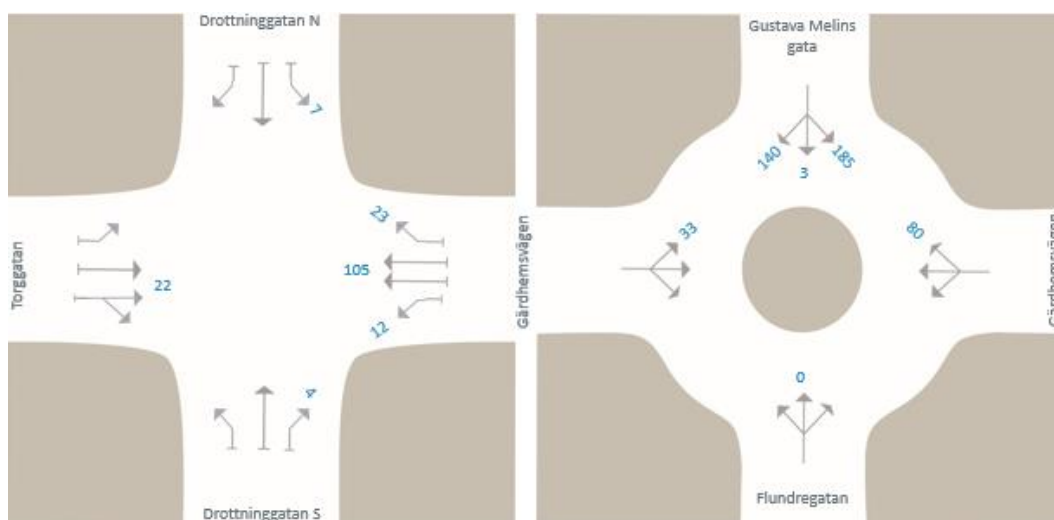 Drottninggatan N
7
23
105
12
22
4
Torggatan
Gärdhemsvägen
Drottninggatan S
Gustava Melins
gata
140
3
185
33
80
0
Gärdhemsvägen
Flundregatan